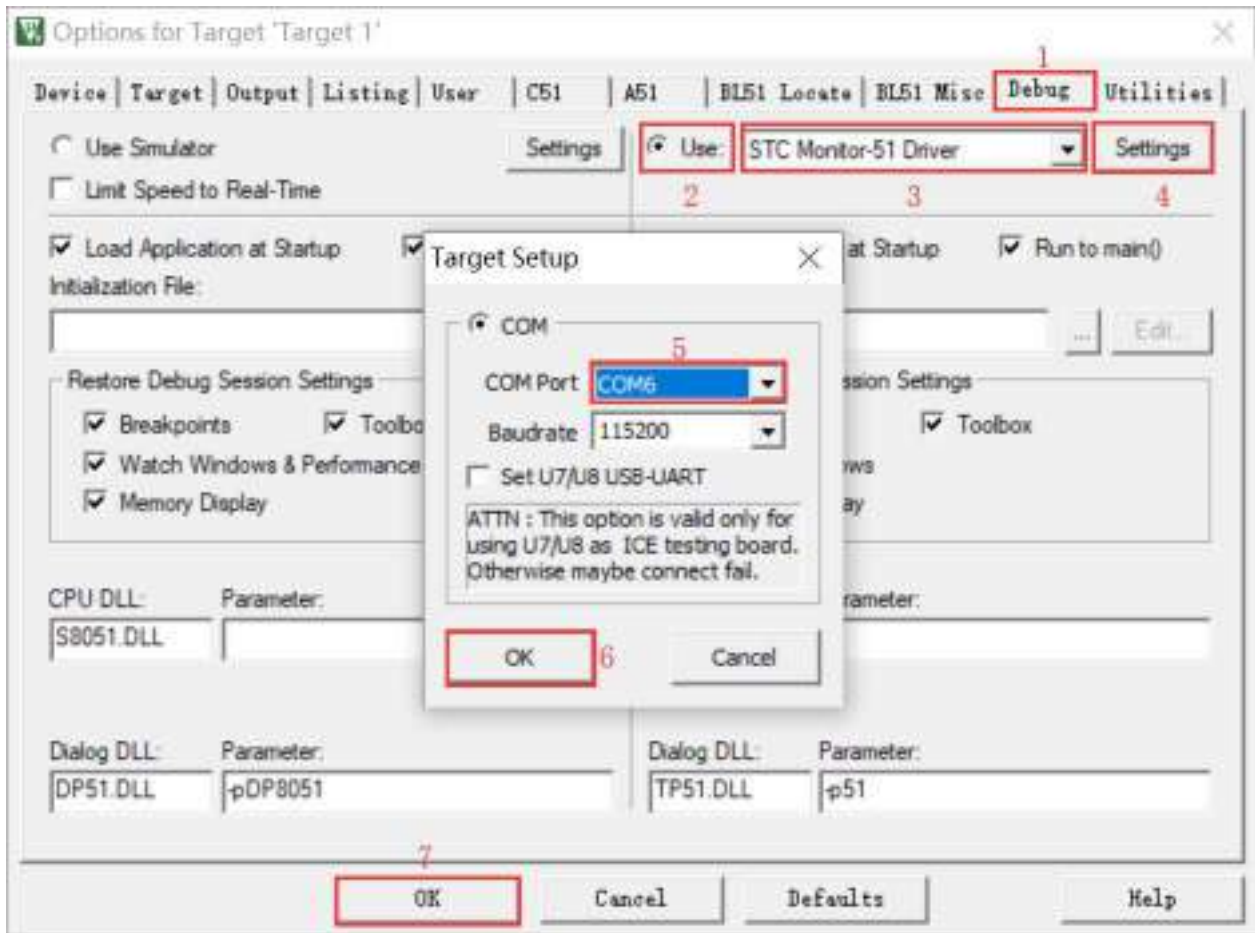 Options for Target 'Target 1'
1
Device | Target | Output | Listing | User | C51 | A51 | BL51 Locate | BL51 Misc Debug Utilities |
Use Simulator Settings Use: STC Monitor-51 Driver Settings
Limit Speed to Real-Time 2 3 4
Load Application at Startup at Startup Run to main()
Initialization File:
... Edit...
Target Setup
COM
5
COM Port COM6
Baudrate 115200
Set U7/U8 USB-UART
ATTN : This option is valid only for
using U7/U8 as ICE testing board.
Otherwise maybe connect fail.
OK 6 Cancel
Restore Debug Session Settings ssion Settings
Breakpoints Toolbo Toolbox
Watch Windows & Performance ows
Memory Display ay
CPU DLL: Parameter: rameter:
S8051.DLL
Dialog DLL: Parameter: Dialog DLL: Parameter:
DP51.DLL -pDP8051 TP51.DLL -p51
7
OK Cancel Defaults Help